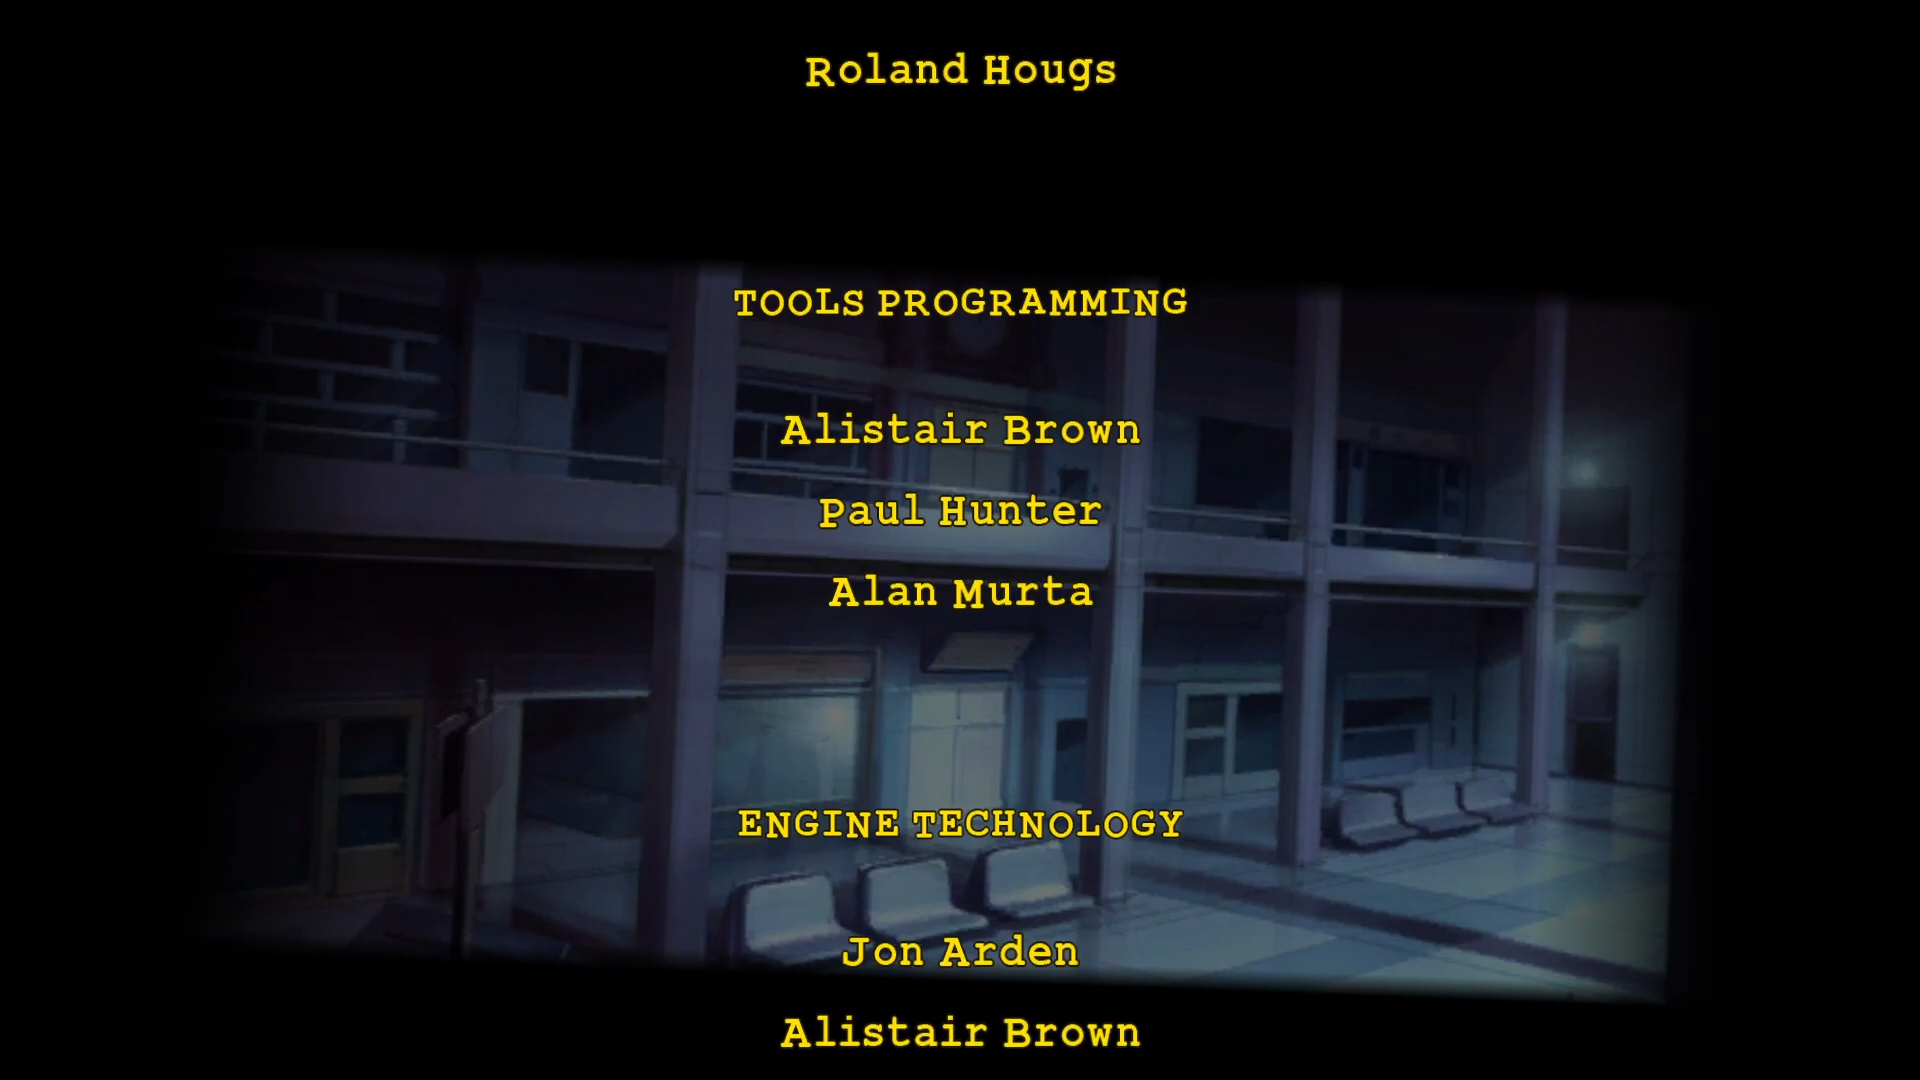 Roland Hougs
TOOLS PROGRAMMING
Alistair Brown
Paul Hunter
Alan Murta
ENGINE TECHNOLOGY
Jon Arden
Alistair Brown